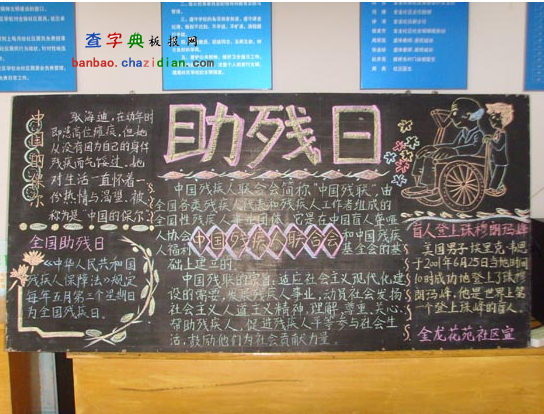 查字典板报网
banbao.chazidian.com
助残日
中国的保尔
张海迪,在幼年时
即患高位瘫痪,但她
从没有因为自己的身体
残疾而气馁过,她
对生活一直怀着一
份热情与渴望,被
称为是“中国的保尔”
全国助残日
《中华人民共和国
残疾人保障法》规定
每年五月第三个星期日
为全国残疾日。
中国残疾人联合会简称“中国残联”,由
全国各类残疾人代表和残疾人工作者组成的
全国性残疾人事业团体,它是在中国盲人聋哑
人协会
和中国残疾
人福利
基金会的基
中国残疾人联合会
础上建立的。
中国残联的宗旨:适应社会主义现代化建
设的需要,发展残疾人事业,动员社会发扬
社会主义人道主义精神,理解、尊重、关心、
帮助残疾人,促进残疾人平等参与社会生
活,鼓励他们为社会贡献力量。
盲人登上珠穆朗玛峰
美国男子埃里克·韦恩
于2001年6月25日当地时间
10时成功地登上了珠穆
朗玛峰,他是世界上第一
个登上珠峰的盲人。
金龙花苑社区宣